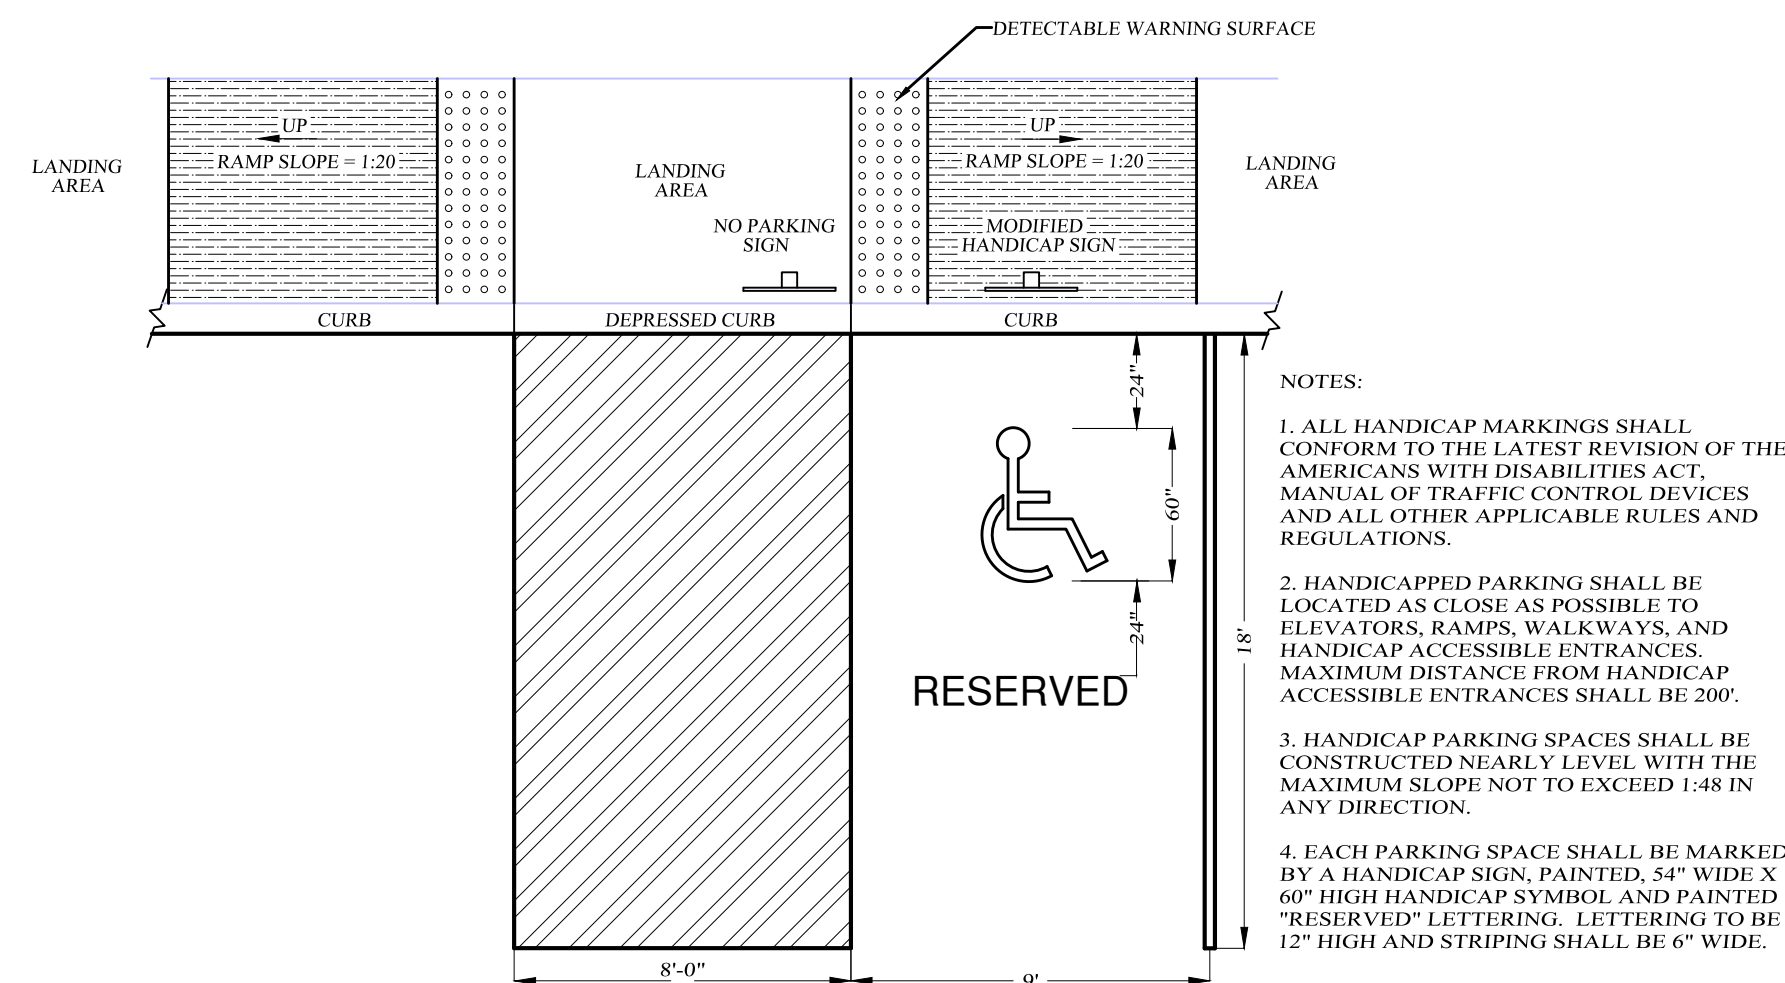 DETECTABLE WARNING SURFACE
UP
RAMP SLOPE = 1:20
LANDING
AREA
LANDING
AREA
UP
RAMP SLOPE = 1:20
LANDING
AREA
NO PARKING
SIGN
MODIFIED
HANDICAP SIGN
CURB
DEPRESSED CURB
CURB
24"
60"
24"
18'
RESERVED
8'-0"
9'
NOTES:
1. ALL HANDICAP MARKINGS SHALL
CONFORM TO THE LATEST REVISION OF THE
AMERICANS WITH DISABILITIES ACT,
MANUAL OF TRAFFIC CONTROL DEVICES
AND ALL OTHER APPLICABLE RULES AND
REGULATIONS.
2. HANDICAPPED PARKING SHALL BE
LOCATED AS CLOSE AS POSSIBLE TO
ELEVATORS, RAMPS, WALKWAYS, AND
HANDICAP ACCESSIBLE ENTRANCES.
MAXIMUM DISTANCE FROM HANDICAP
ACCESSIBLE ENTRANCES SHALL BE 200'.
3. HANDICAP PARKING SPACES SHALL BE
CONSTRUCTED NEARLY LEVEL WITH THE
MAXIMUM SLOPE NOT TO EXCEED 1:48 IN
ANY DIRECTION.
4. EACH PARKING SPACE SHALL BE MARKED
BY A HANDICAP SIGN, PAINTED, 54" WIDE X
60" HIGH HANDICAP SYMBOL AND PAINTED
"RESERVED" LETTERING. LETTERING TO BE
12" HIGH AND STRIPING SHALL BE 6" WIDE.